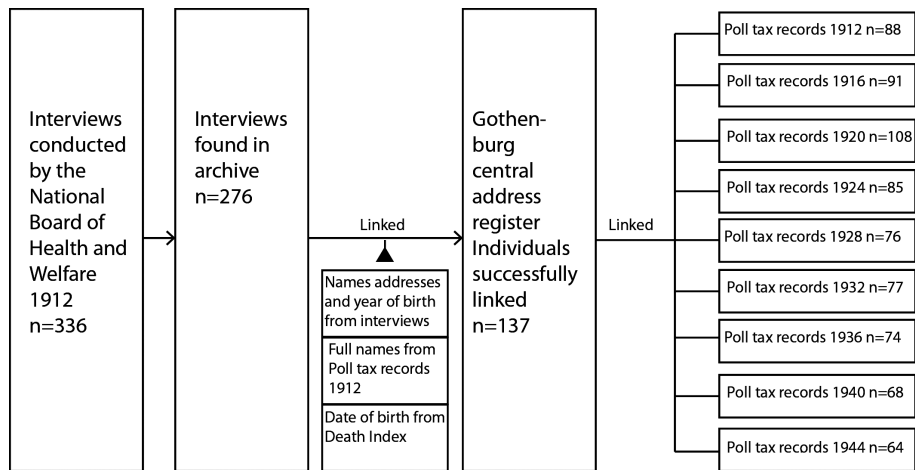 Interviews
conducted
by the
National
Board of
Health and
Welfare
1912
n=336
Interviews
found in
archive
n=276
Linked
Names addresses
and year of birth
from interviews
Full names from
Poll tax records
1912
Date of birth from
Death Index
Gothen-
burg
central
address
register
Individuals
successfully
linked
n=137
Linked
Poll tax records 1912 n=88
Poll tax records 1916 n=91
Poll tax records 1920 n=108
Poll tax records 1924 n=85
Poll tax records 1928 n=76
Poll tax records 1932 n=77
Poll tax records 1936 n=74
Poll tax records 1940 n=68
Poll tax records 1944 n=64